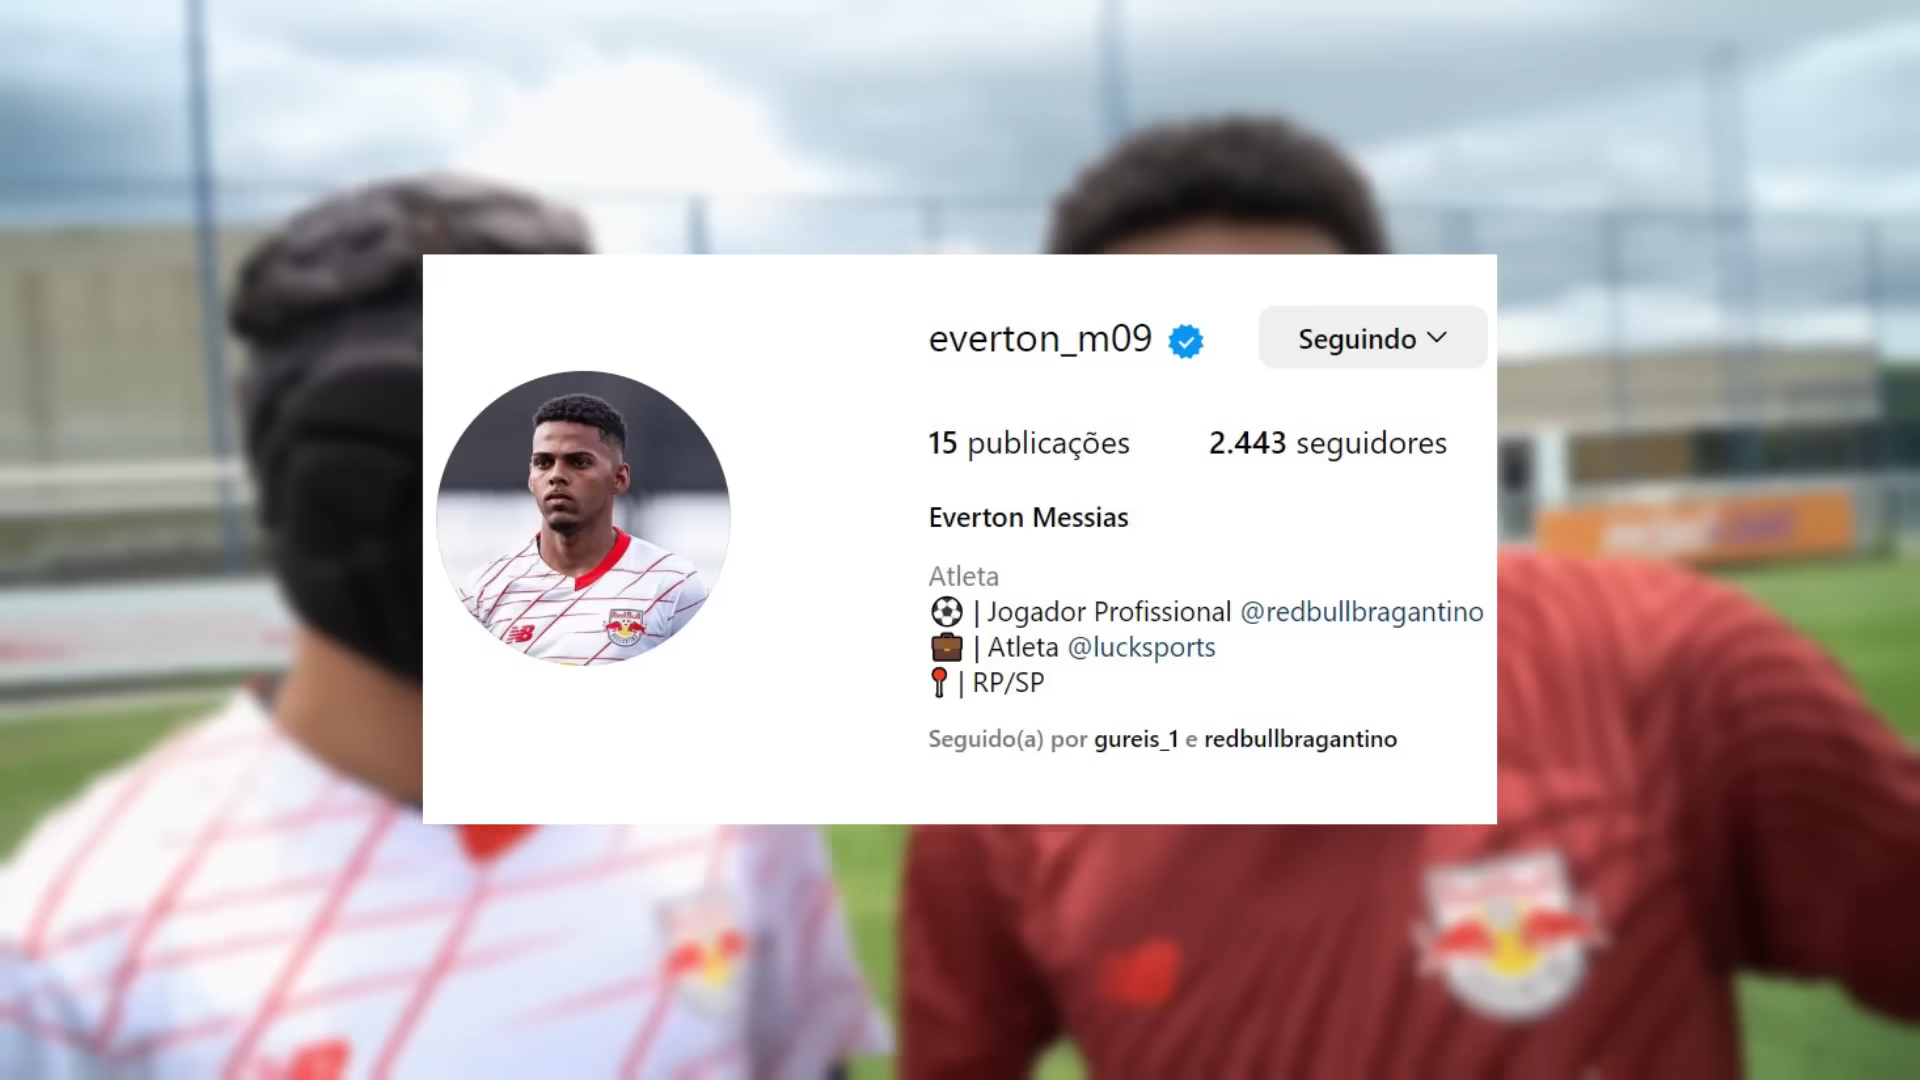 everton_m09
Seguindo
15 publicações 2.443 seguidores
Everton Messias
Atleta
| Jogador Profissional @redbullbragantino
| Atleta @lucksports
| RP/SP
Seguido(a) por gureis_1 e redbullbragantino